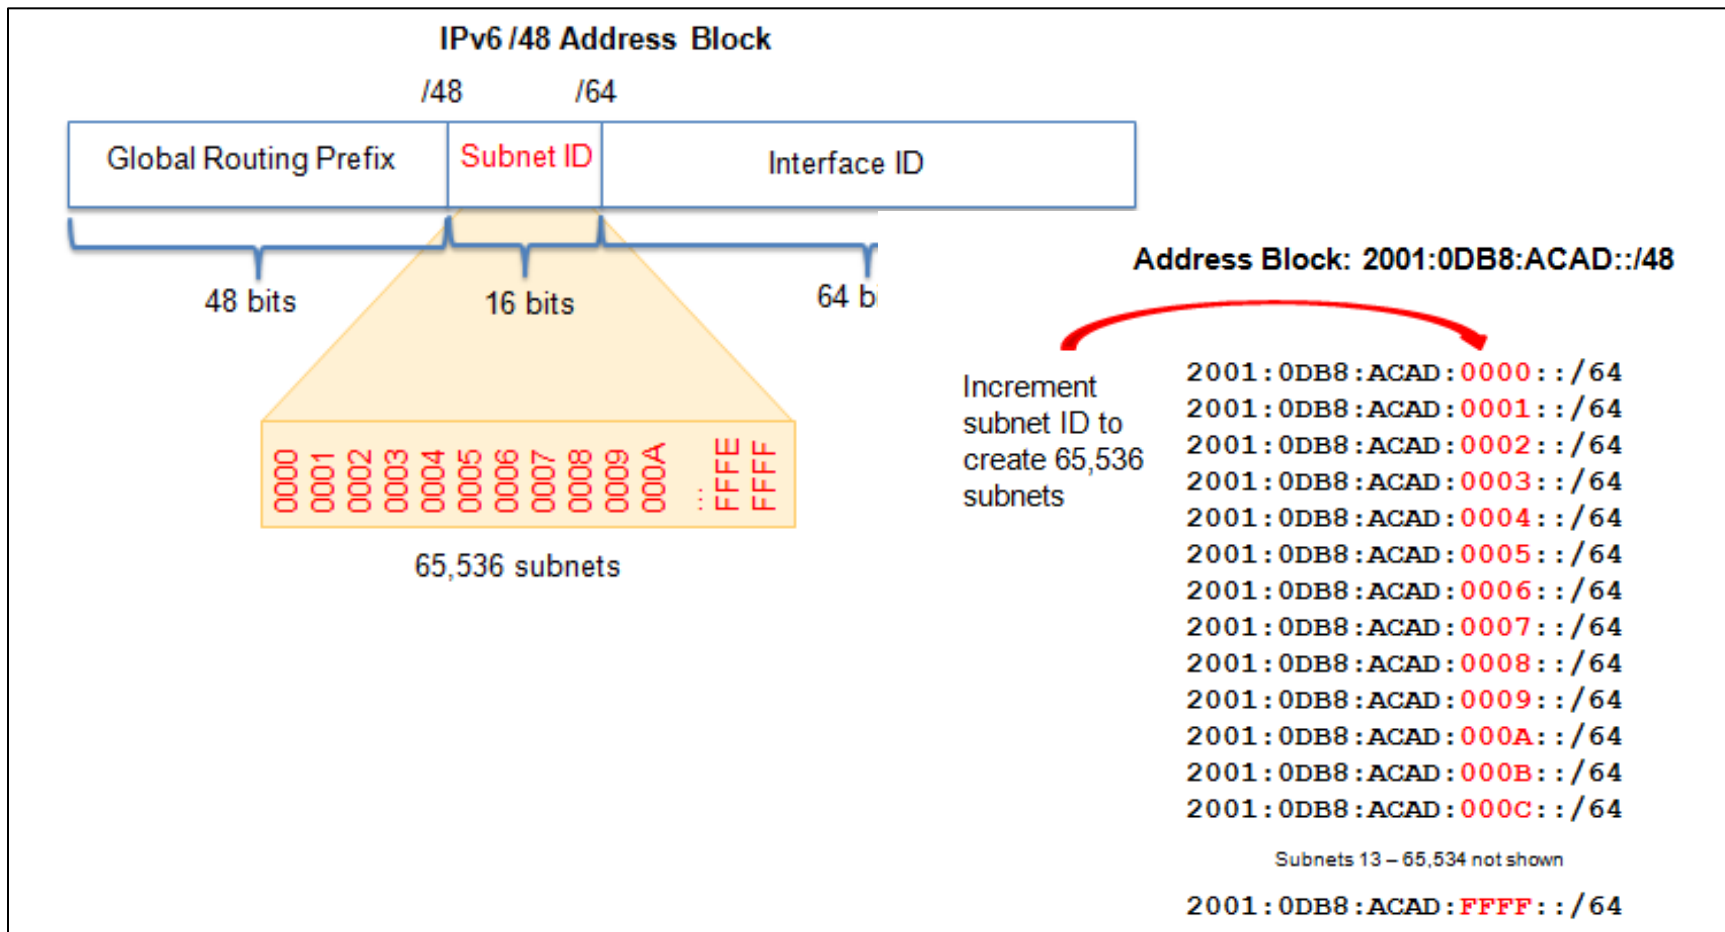 IPv6 /48 Address Block
/48 /64
Global Routing Prefix Subnet ID Interface ID
48 bits 16 bits 64 b
0000
0001
0002
0003
0004
0005
0006
0007
0008
0009
000A
...
FFFE
FFFF
65,536 subnets
Address Block: 2001:0DB8:ACAD::/48
Increment
subnet ID to
create 65,536
subnets
2001:0DB8:ACAD:0000::/64
2001:0DB8:ACAD:0001::/64
2001:0DB8:ACAD:0002::/64
2001:0DB8:ACAD:0003::/64
2001:0DB8:ACAD:0004::/64
2001:0DB8:ACAD:0005::/64
2001:0DB8:ACAD:0006::/64
2001:0DB8:ACAD:0007::/64
2001:0DB8:ACAD:0008::/64
2001:0DB8:ACAD:0009::/64
2001:0DB8:ACAD:000A::/64
2001:0DB8:ACAD:000B::/64
2001:0DB8:ACAD:000C::/64
Subnets 13 – 65,534 not shown
2001:0DB8:ACAD:FFFF::/64